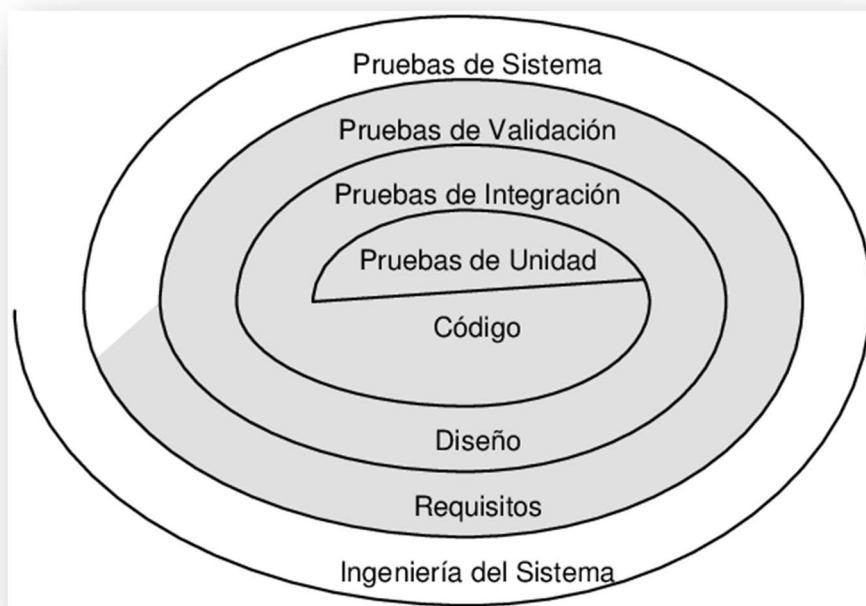 Pruebas de Sistema
Pruebas de Validación
Pruebas de Integración
Pruebas de Unidad
Código
Diseño
Requisitos
Ingeniería del Sistema